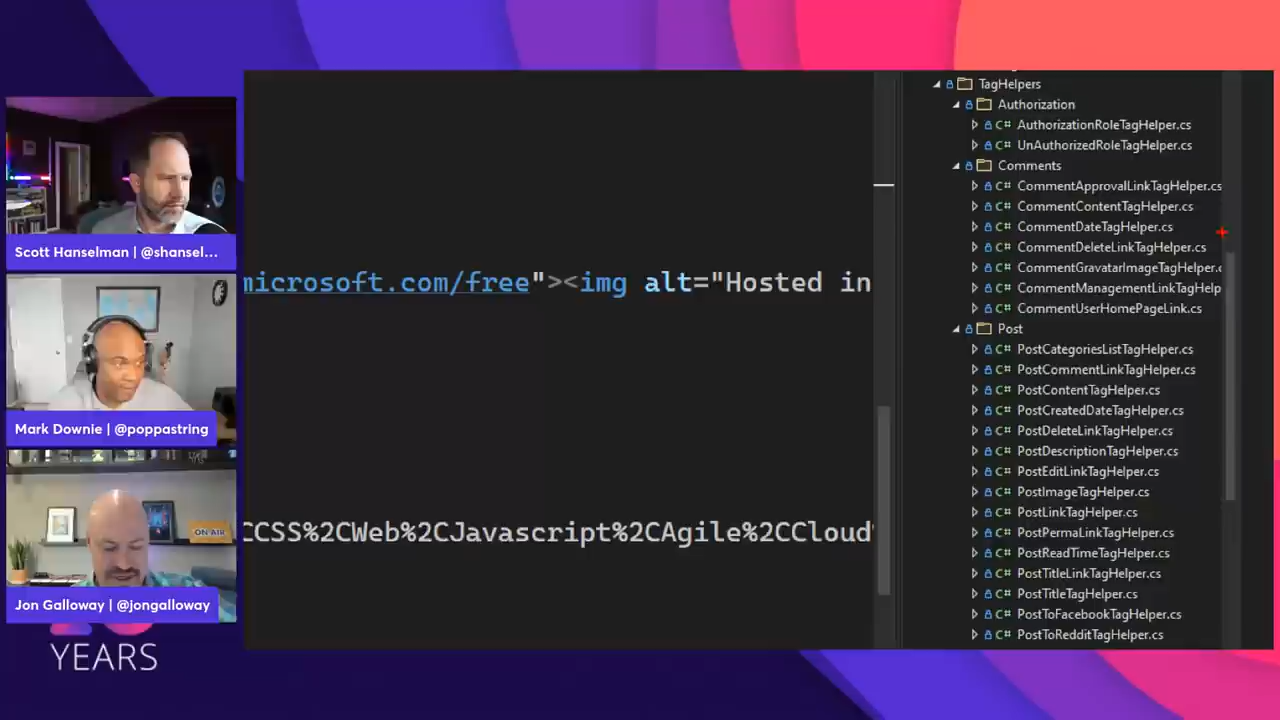 Scott Hanselman | @shansel...
Mark Downie | @poppastring
ON AIR
Jon Galloway | @jongalloway
YEARS
microsoft.com/free"><img alt="Hosted in
CSS%2CWeb%2CJavascript%2CAgile%2CCloud
TagHelpers
Authorization
C# AuthorizationRoleTagHelper.cs
C# UnAuthorizedRoleTagHelper.cs
Comments
C# CommentApprovalLinkTagHelper.cs
C# CommentContentTagHelper.cs
C# CommentDateTagHelper.cs
C# CommentDeleteLinkTagHelper.cs
C# CommentGravatarImageTagHelper.c
C# CommentManagementLinkTagHelp
C# CommentUserHomePageLink.cs
Post
C# PostCategoriesListTagHelper.cs
C# PostCommentLinkTagHelper.cs
C# PostContentTagHelper.cs
C# PostCreatedDateTagHelper.cs
C# PostDeleteLinkTagHelper.cs
C# PostDescriptionTagHelper.cs
C# PostEditLinkTagHelper.cs
C# PostImageTagHelper.cs
C# PostLinkTagHelper.cs
C# PostPermaLinkTagHelper.cs
C# PostReadTimeTagHelper.cs
C# PostTitleLinkTagHelper.cs
C# PostTitleTagHelper.cs
C# PostToFacebookTagHelper.cs
C# PostToRedditTagHelper.cs